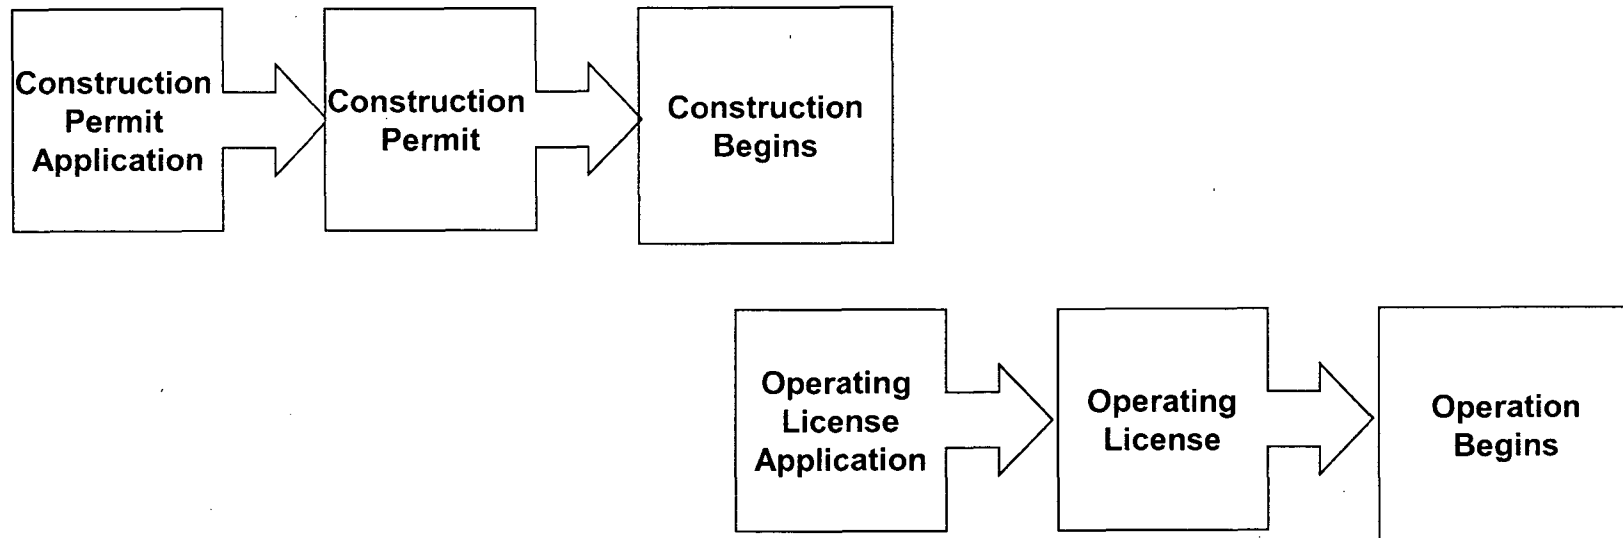 Construction
Permit
Application
Construction
Permit
Construction
Begins
Operating
License
Application
Operating
License
Operation
Begins